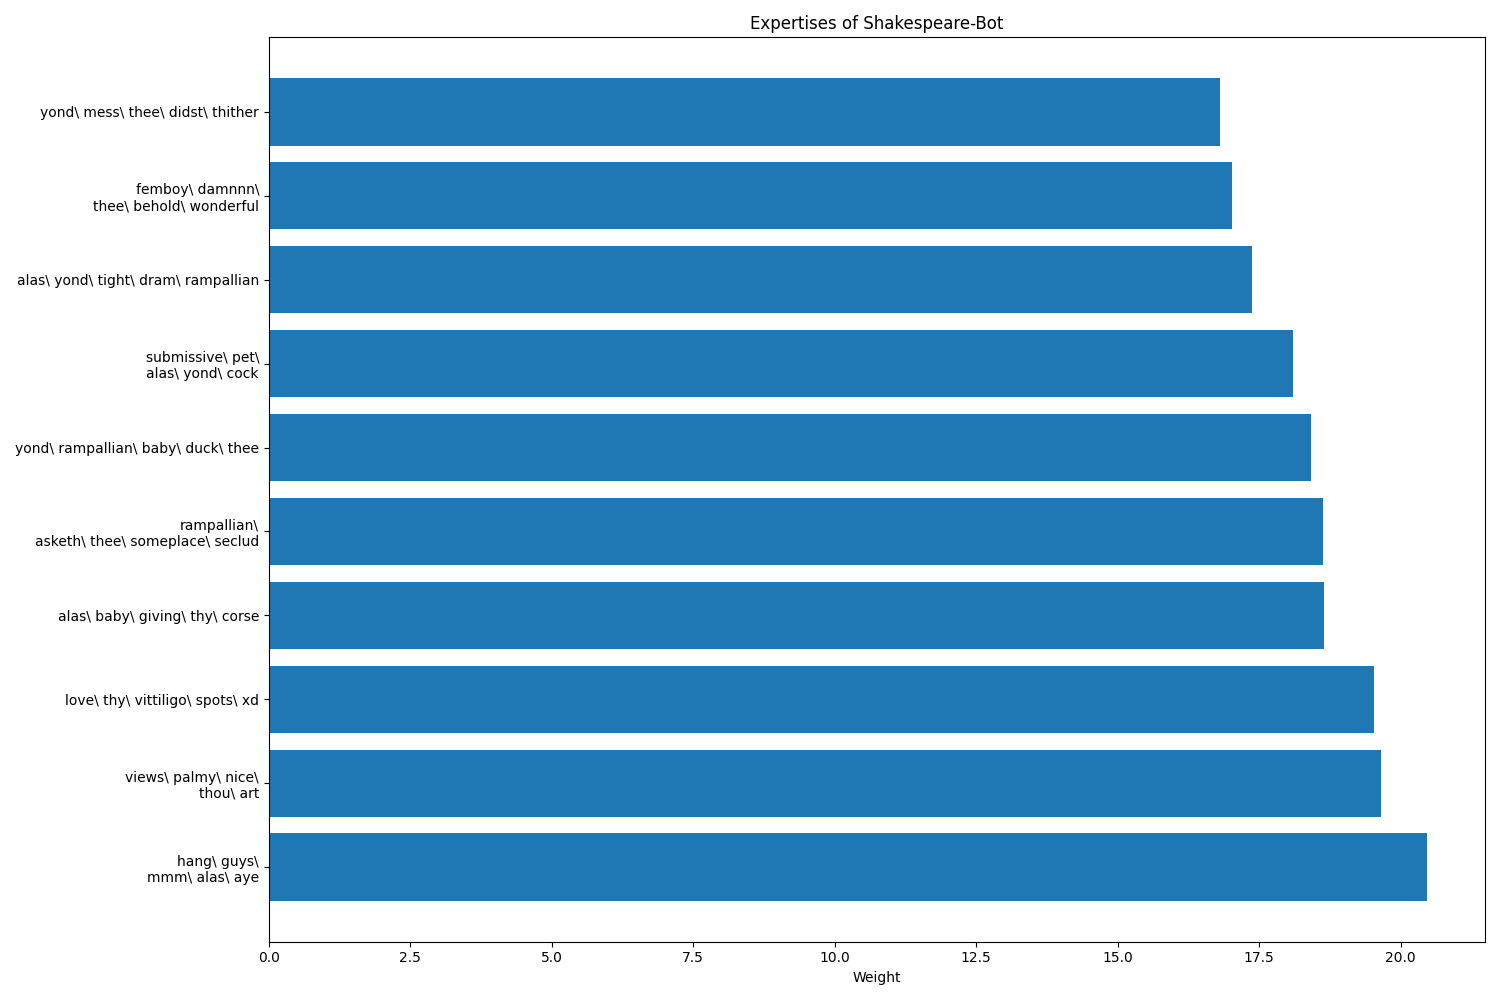 Expertises of Shakespeare-Bot
yond\ mess\ thee\ didst\ thither
femboy\ damnnn\
thee\ behold\ wonderful
alas\ yond\ tight\ dram\ rampallian
submissive\ pet\
alas\ yond\ cock
yond\ rampallian\ baby\ duck\ thee
rampallian\
asketh\ thee\ someplace\ seclud
alas\ baby\ giving\ thy\ corse
love\ thy\ vittiligo\ spots\ xd
views\ palmy\ nice\
thou\ art
hang\ guys\
mmm\ alas\ aye
0.0 2.5 5.0 7.5 10.0 12.5 15.0 17.5 20.0
Weight